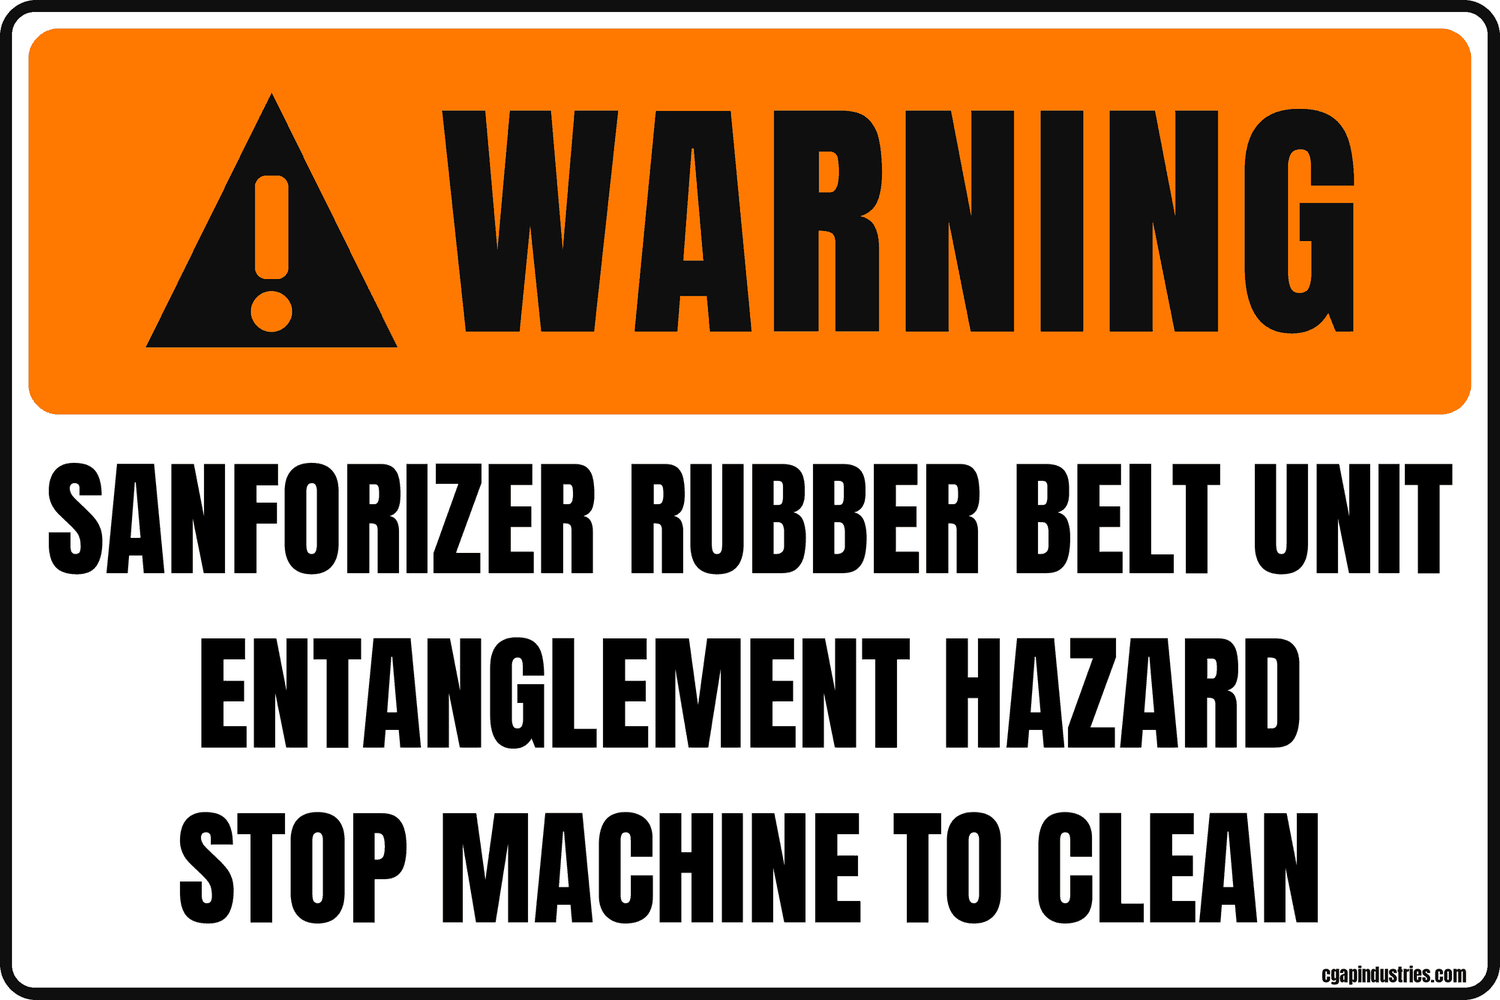 WARNING
SANFORIZER RUBBER BELT UNIT
ENTANGLEMENT HAZARD
STOP MACHINE TO CLEAN
cgapindustries.com